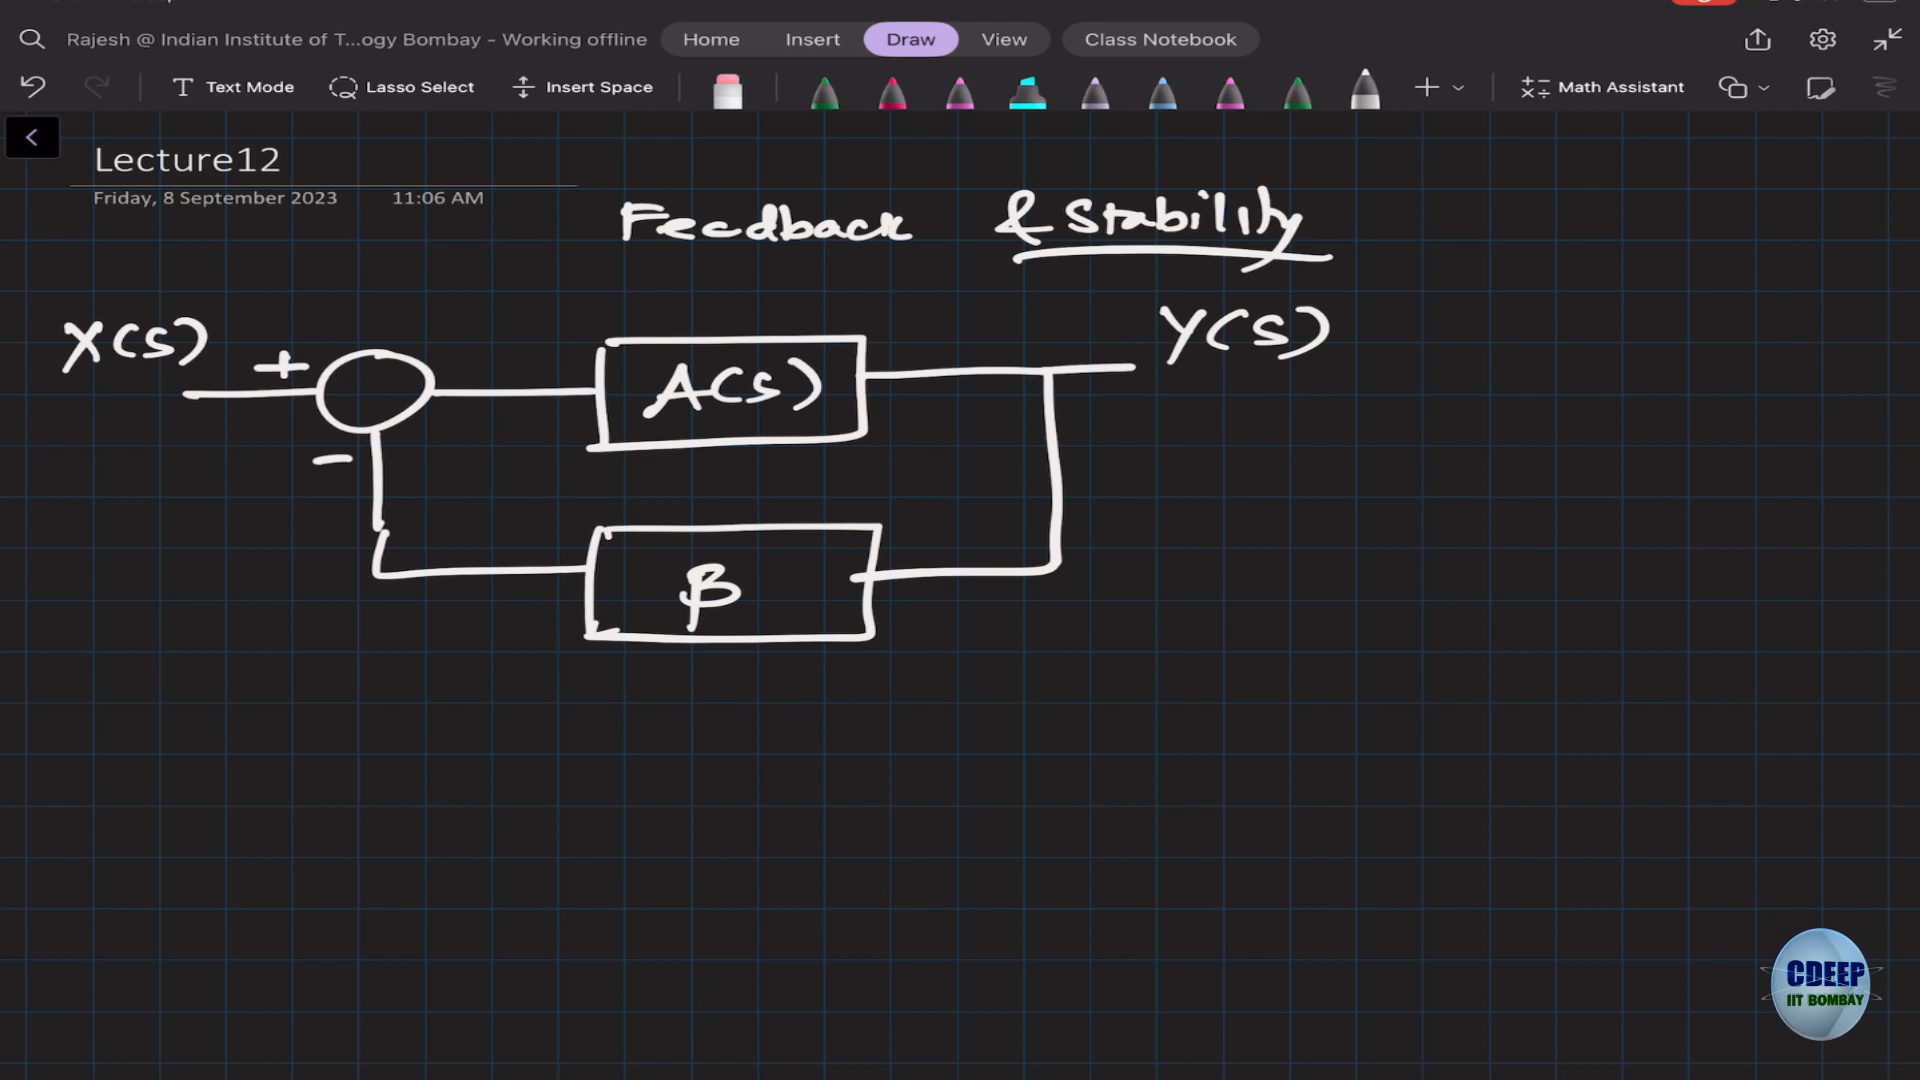 Rajesh @ Indian Institute of T...ogy Bombay - Working offline Home Insert Draw View Class Notebook
Text Mode Lasso Select Insert Space Math Assistant
Lecture12
Friday, 8 September 2023 11:06 AM
Feedback & Stability
X(s) + A(s) Y(s)
-
β
CDEEP
IIT BOMBAY